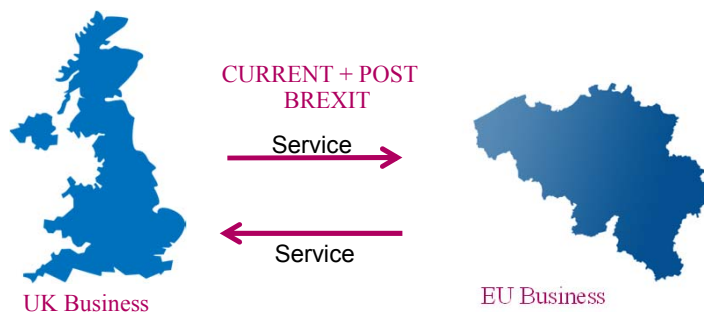 CURRENT + POST
BREXIT
Service
Service
UK Business
EU Business